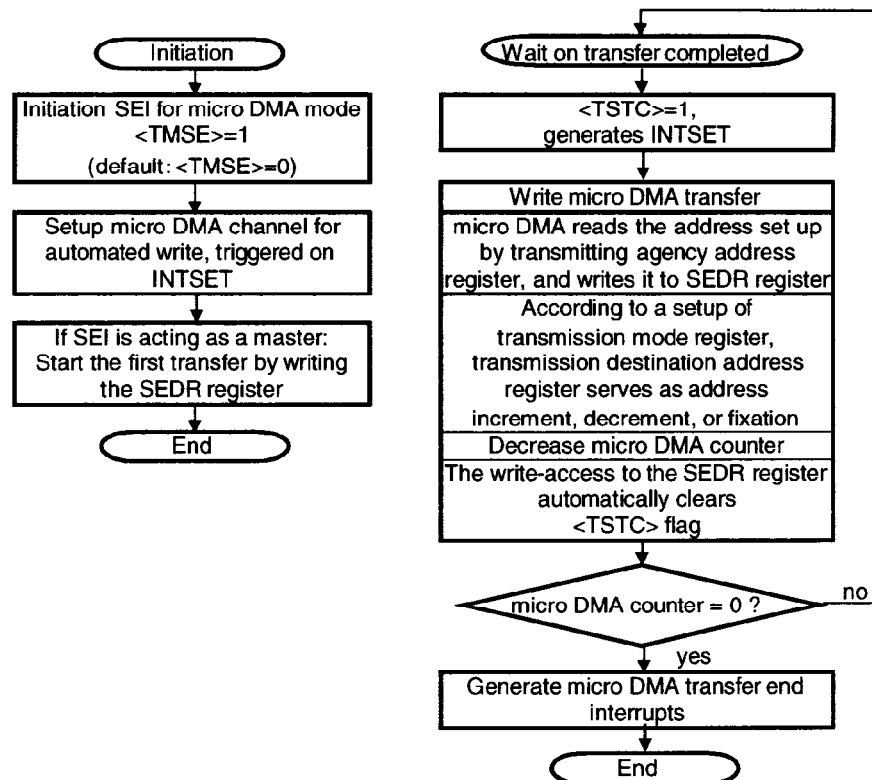 Initiation
Initiation SEI for micro DMA mode
<TMSE>=1
(default: <TMSE>=0)
Setup micro DMA channel for
automated write, triggered on
INTSET
If SEI is acting as a master:
Start the first transfer by writing
the SEDR register
End
Wait on transfer completed
<TSTC>=1,
generates INTSET
Write micro DMA transfer
micro DMA reads the address set up
by transmitting agency address
register, and writes it to SEDR register
According to a setup of
transmission mode register,
transmission destination address
register serves as address
increment, decrement, or fixation
Decrease micro DMA counter
The write-access to the SEDR register
automatically clears
<TSTC> flag
micro DMA counter = 0 ?
no
yes
Generate micro DMA transfer end
interrupts
End